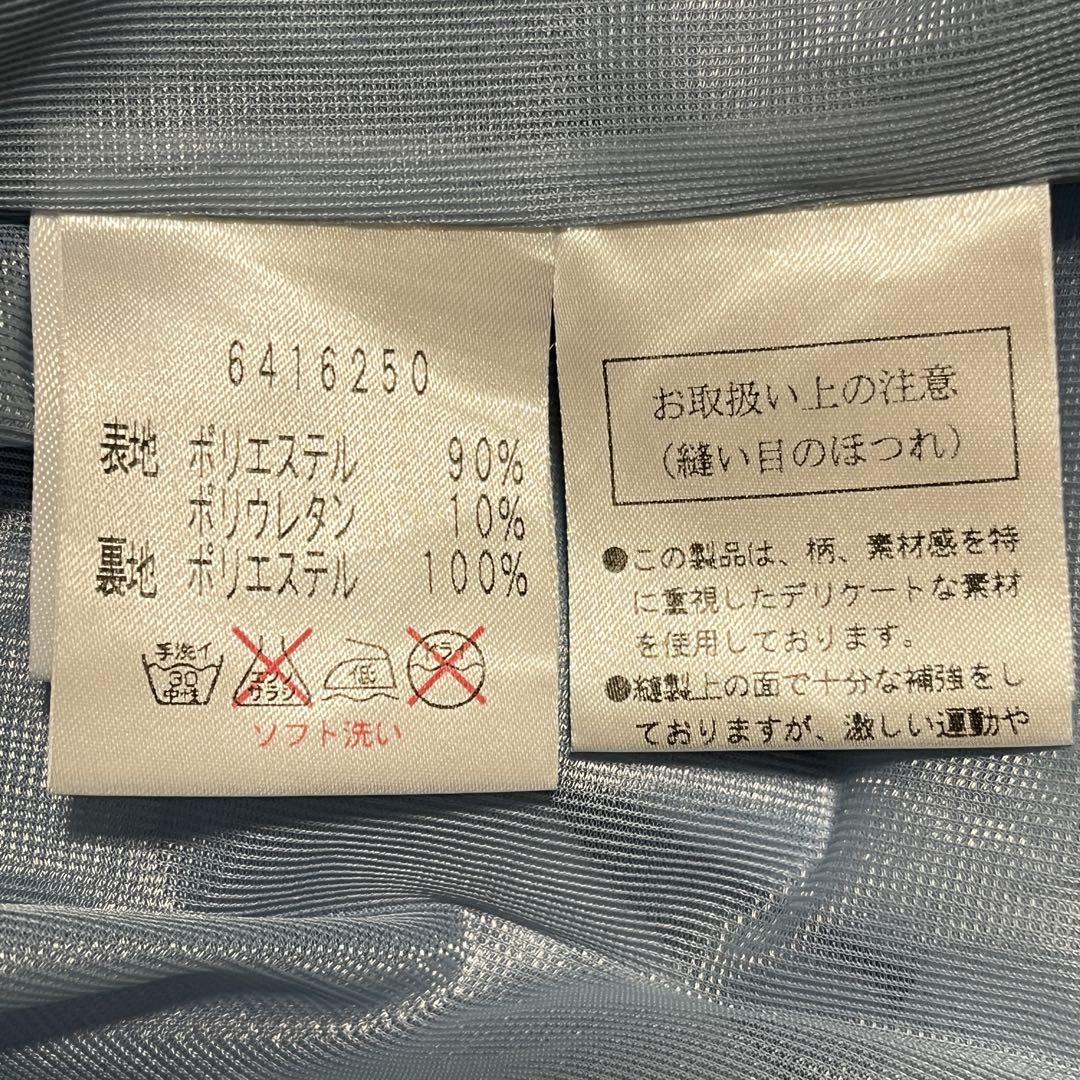 6416250
表地 ポリエステル 90%
ポリウレタン 10%
裏地 ポリエステル 100%
手洗イ
30
中性
エンソ
サラシ
低
ドライ
ソフト洗い
お取扱い上の注意
(縫い目のほつれ)
●この製品は、柄、素材感を特
に重視したデリケートな素材
を使用しております。
●縫製上の面で十分な補強をし
ておりますが、激しい運動や